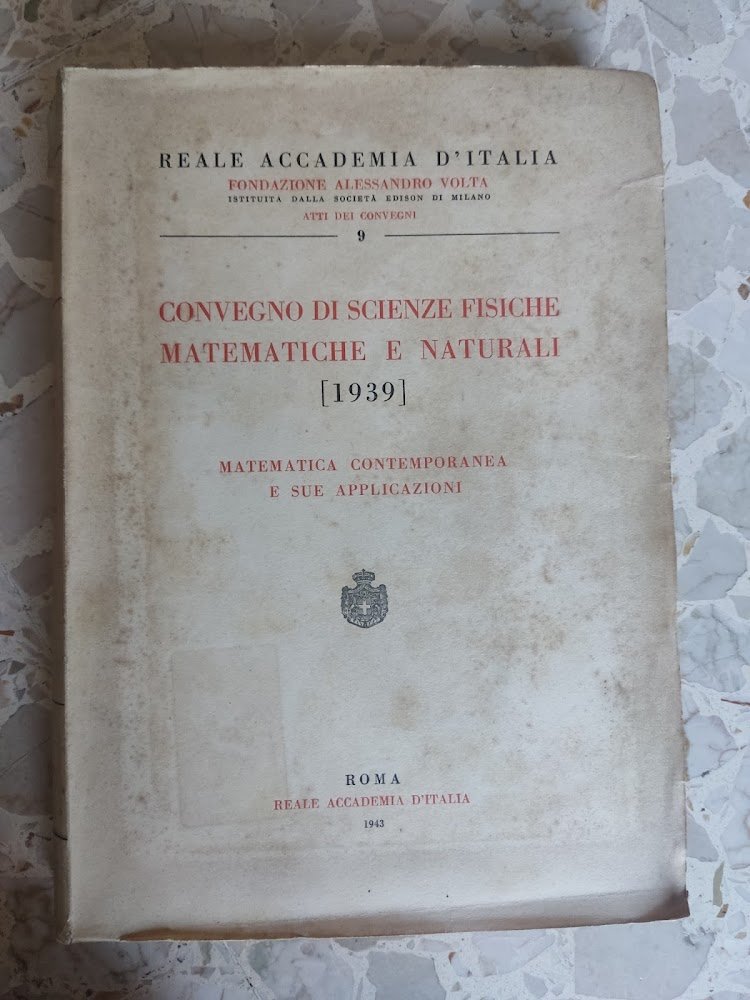 REALE ACCADEMIA D'ITALIA
FONDAZIONE ALESSANDRO VOLTA
ISTITUITA DALLA SOCIETÀ EDISON DI MILANO
ATTI DEI CONVEGNI
9
CONVEGNO DI SCIENZE FISICHE
MATEMATICHE E NATURALI
[1939]
MATEMATICA CONTEMPORANEA
E SUE APPLICAZIONI
ROMA
REALE ACCADEMIA D'ITALIA
1943